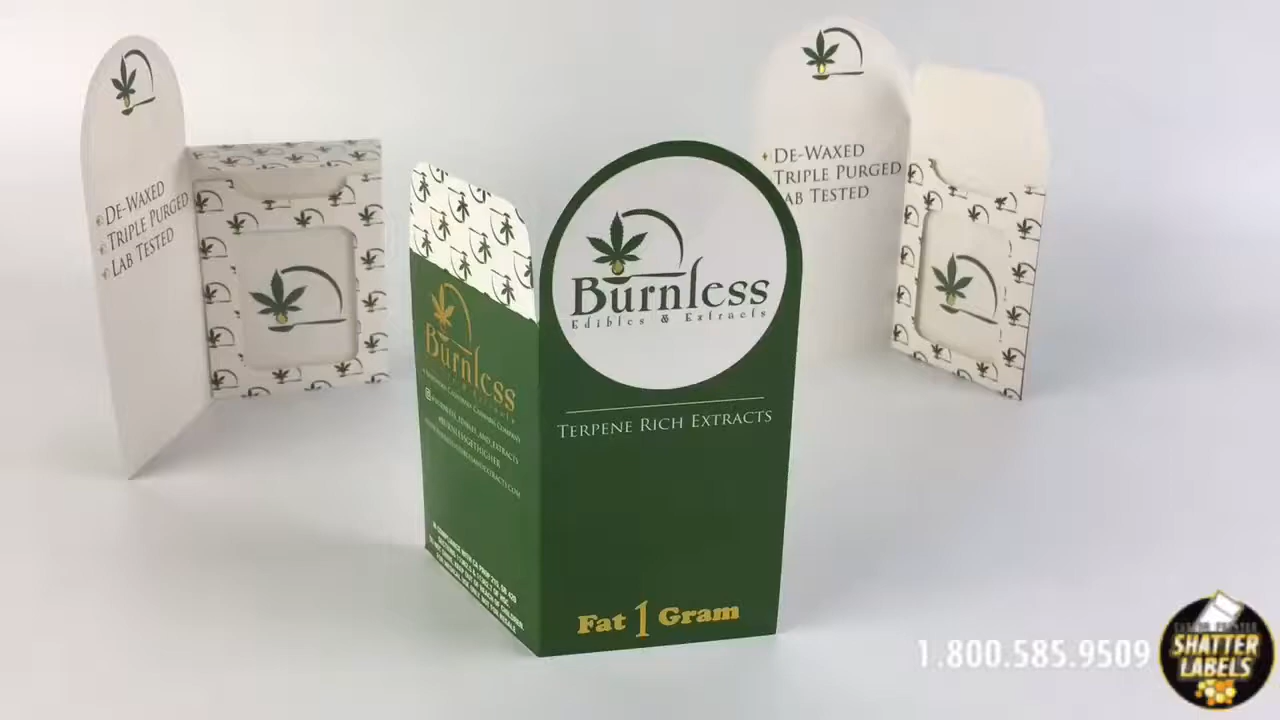 DE-WAXED
TRIPLE PURGED
LAB TESTED
DE-WAXED
TRIPLE PURGED
LAB TESTED
Burnless
Edibles & Extracts
TERPENE RICH EXTRACTS
Fat 1 Gram
Burnless
#BURNLESSGETHIGHER
1.800.585.9509
SHATTER
LABELS